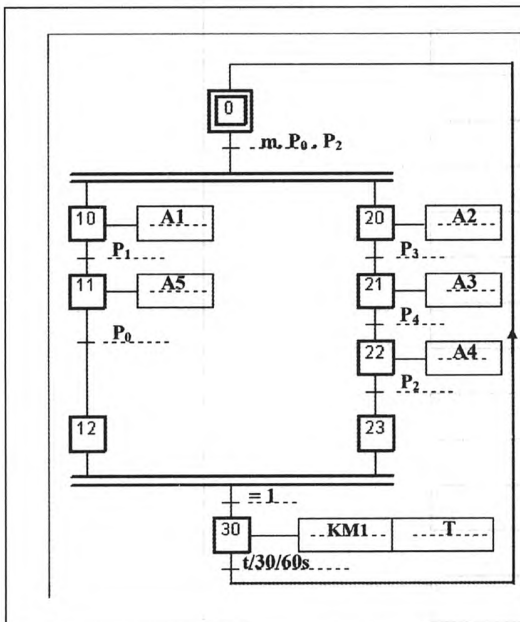 0
m . P₀ . P₂
10 A1 20 A2
P₁ P₃
11 A5 21 A3
P₀ P₄
22 A4
P₂
12 23
= 1
30 KM1 T
t/30/60s